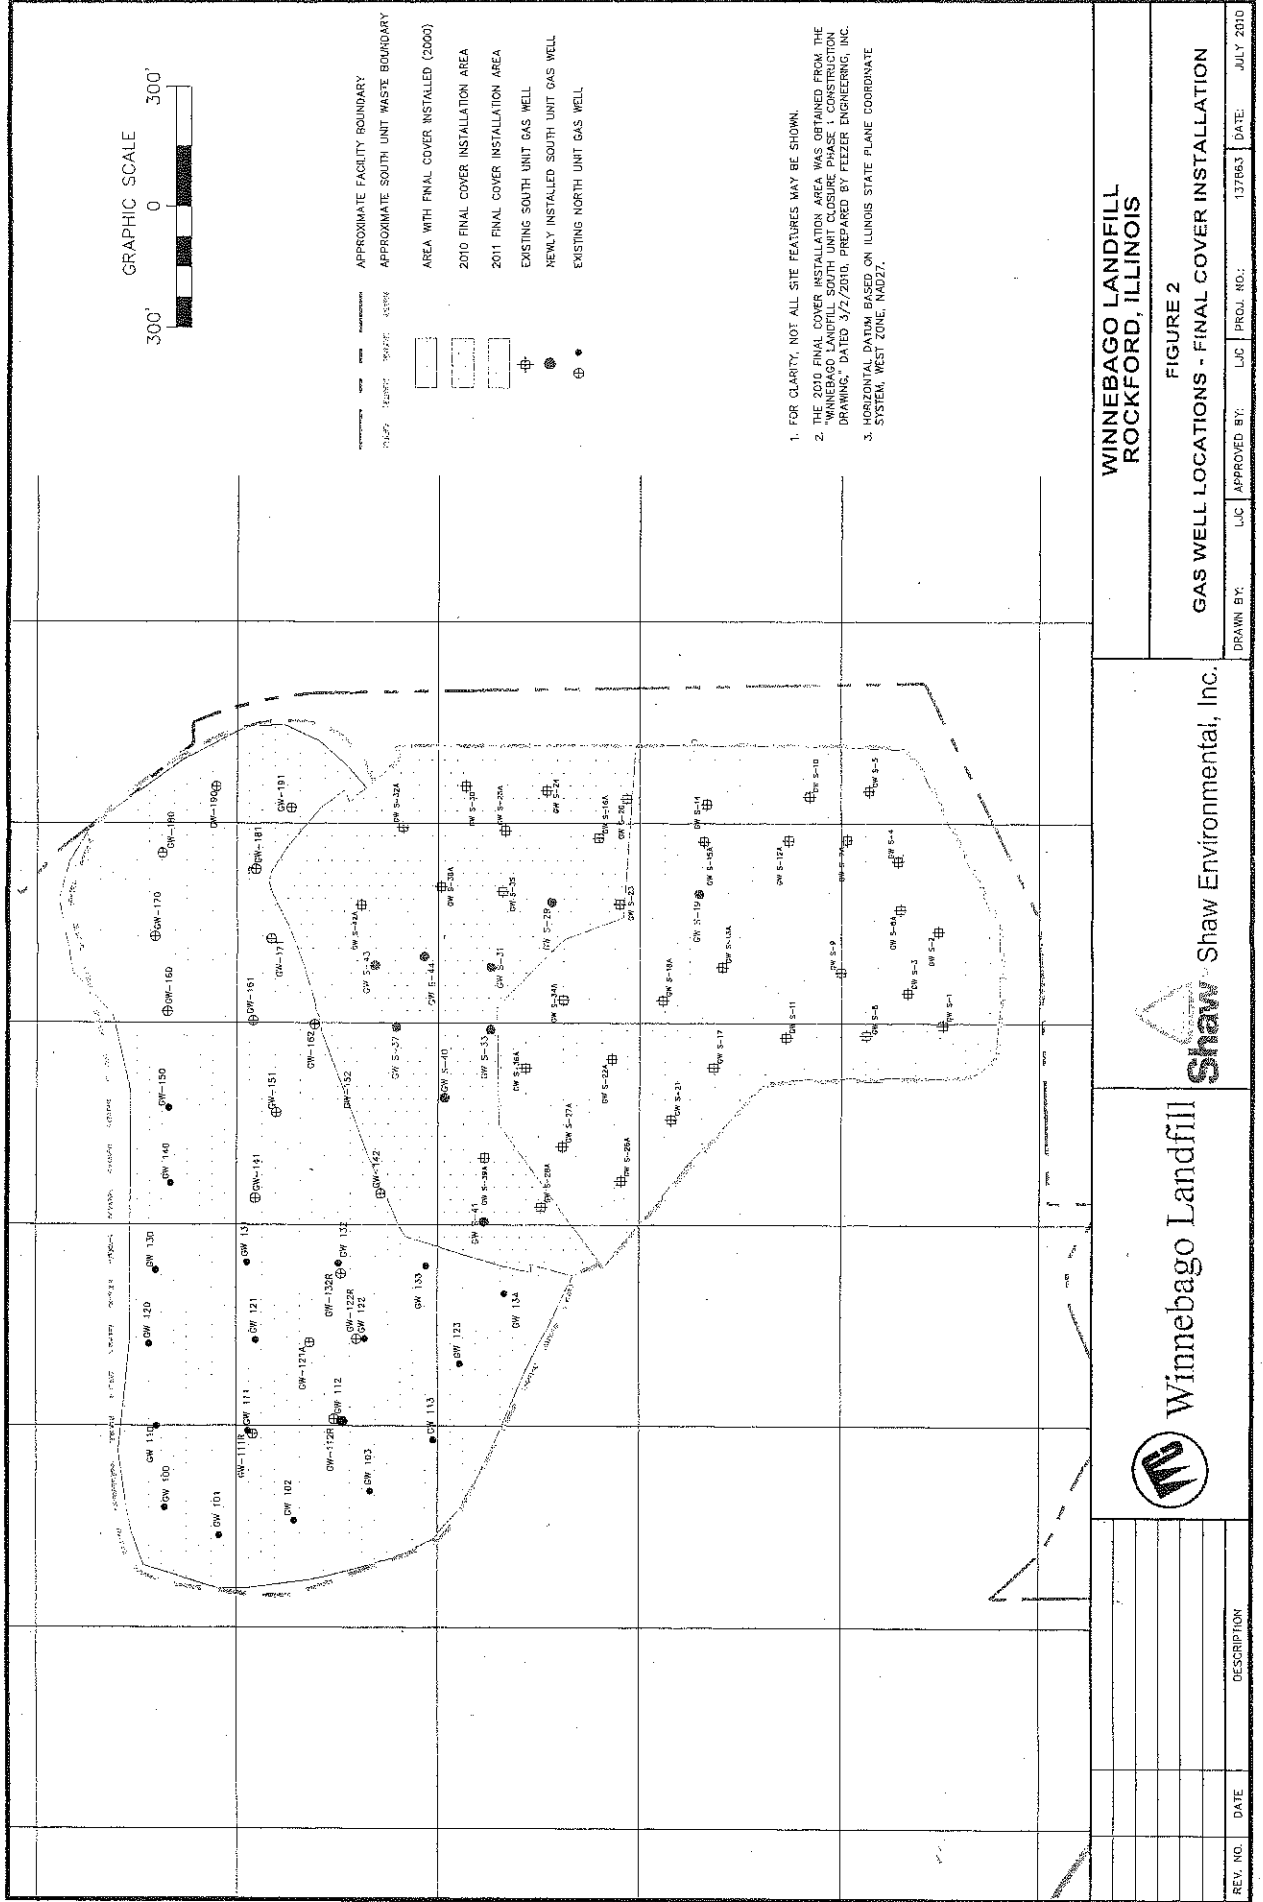 GRAPHIC SCALE
300' 0 300'
APPROXIMATE FACILITY BOUNDARY
APPROXIMATE SOUTH UNIT WASTE BOUNDARY
AREA WITH FINAL COVER INSTALLED (2000)
2010 FINAL COVER INSTALLATION AREA
2011 FINAL COVER INSTALLATION AREA
EXISTING SOUTH UNIT GAS WELL
NEWLY INSTALLED SOUTH UNIT GAS WELL
EXISTING NORTH UNIT GAS WELL
1. FOR CLARITY, NOT ALL SITE FEATURES MAY BE SHOWN.
2. THE 2010 FINAL COVER INSTALLATION AREA WAS OBTAINED FROM THE
"WINNEBAGO LANDFILL SOUTH UNIT CLOSURE PHASE 1 CONSTRUCTION
DRAWING," DATED 3/2/2010, PREPARED BY FEEZER ENGINEERING, INC.
3. HORIZONTAL DATUM BASED ON ILLINOIS STATE PLANE COORDINATE
SYSTEM, WEST ZONE, NAD27.
GW 100
GW 110
GW 120
GW 130
GW 140
GW-150
GW-160
GW-170
GW-180
GW-190
GW 101
GW-111R
GW 111
GW 121
GW 131
GW-141
GW-151
GW-161
GW-171
GW-181
GW-191
GW 102
GW-112R
GW 112
GW-121A
GW-122R
GW 122
GW-132R
GW 132
GW-142
GW-152
GW-162
GW 103
GW 113
GW 123
GW 133
GW 134
GW S-32A
GW S-42A
GW S-43
GW S-44
GW S-37
GW S-40
GW S-38A
GW S-30
GW S-25A
GW S-35
GW S-31
GW S-33
GW S-36A
GW S-39A
GW S-41
GW S-24
GW S-29
GW S-34A
GW S-27A
GW S-28A
GW S-16A
GW S-20
GW S-23
GW S-22A
GW S-26A
GW S-18A
GW S-21
GW S-14
GW S-15A
GW S-19
GW S-13A
GW S-17
GW S-10
GW S-12A
GW S-11
GW S-5
GW S-7A
GW S-9
GW S-8
GW S-4
GW S-6A
GW S-3
GW S-2
GW S-1
REV. NO. DATE DESCRIPTION
Winnebago Landfill
Shaw Shaw Environmental, Inc.
WINNEBAGO LANDFILL
ROCKFORD, ILLINOIS
FIGURE 2
GAS WELL LOCATIONS - FINAL COVER INSTALLATION
DRAWN BY: LJC APPROVED BY: LJC PROJ. NO.: 137863 DATE: JULY 2010